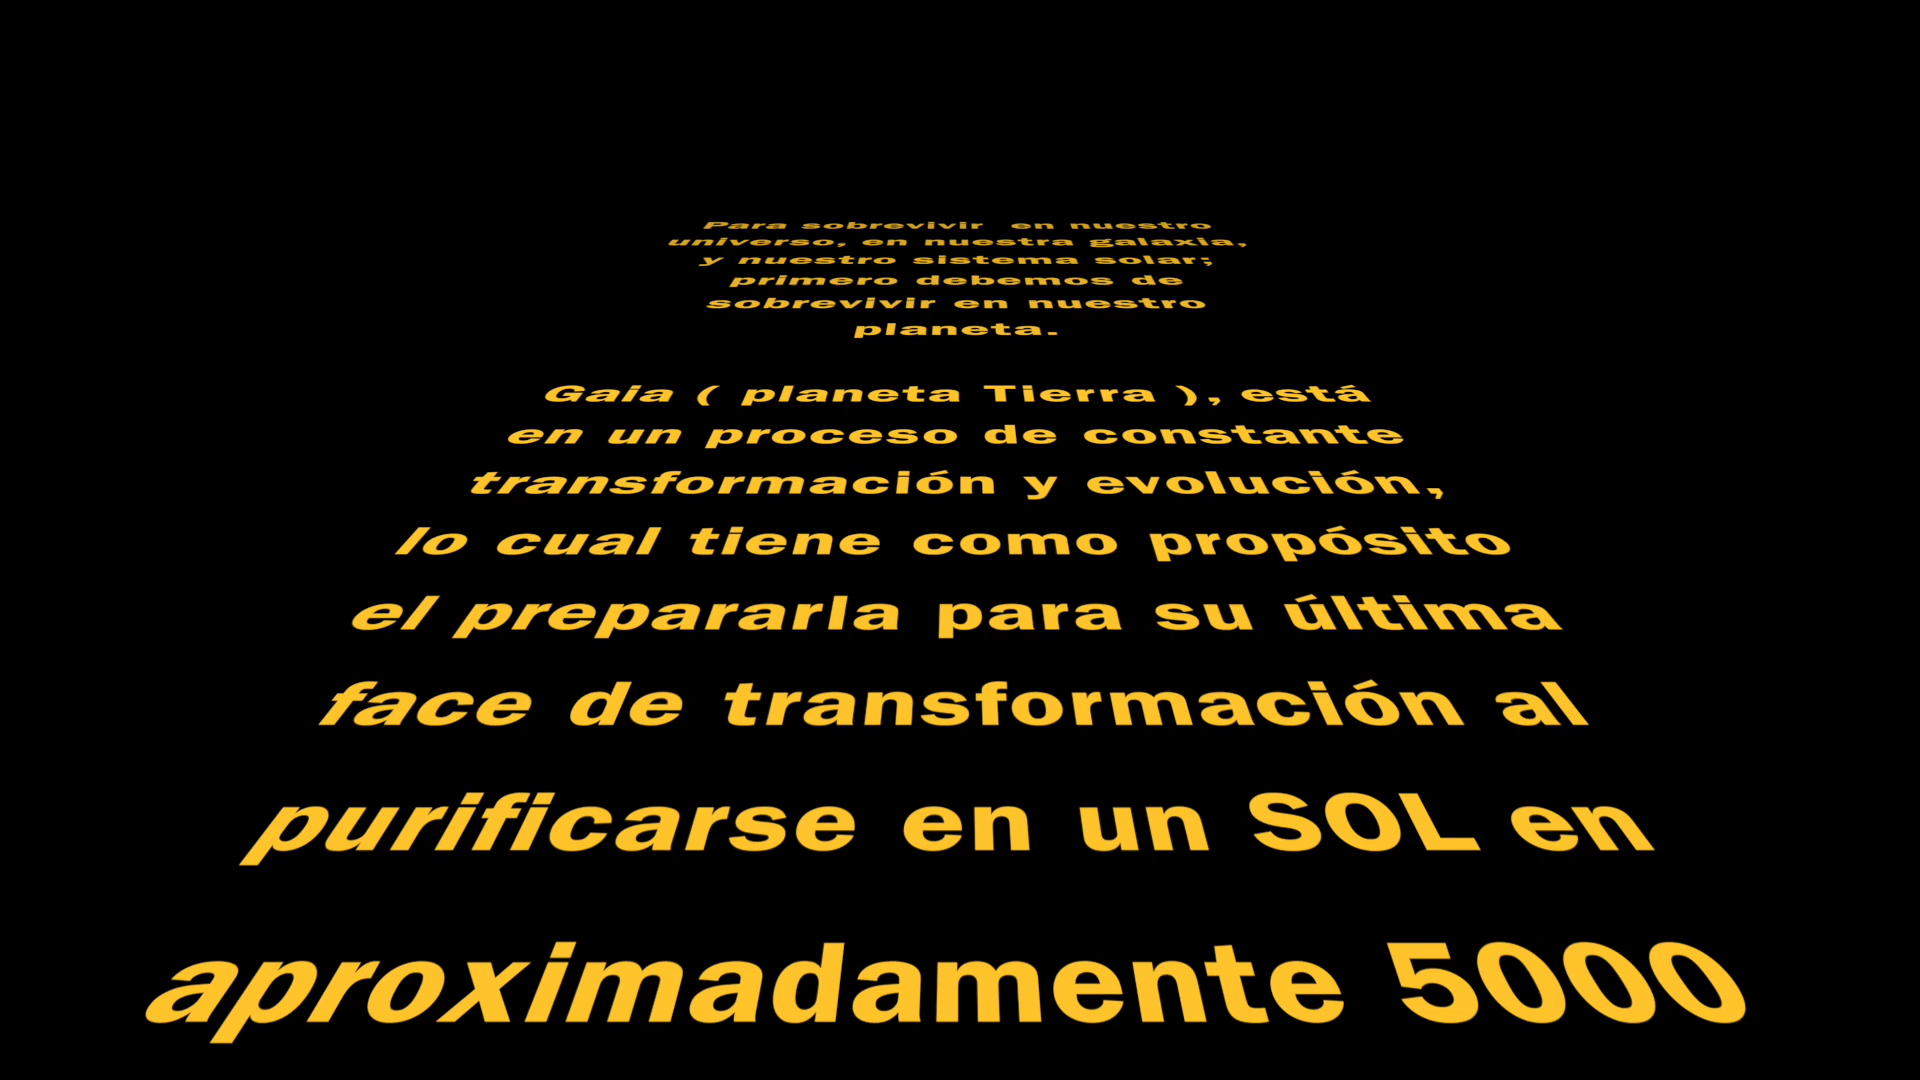 Para sobrevivir  en nuestro
universo, en nuestra galaxia,
y nuestro sistema solar;
primero debemos de
sobrevivir en nuestro
planeta.
Gaia ( planeta Tierra ), está
en un proceso de constante
transformación y evolución,
lo cual tiene como propósito
el prepararla para su última
face de transformación al
purificarse en un SOL en
aproximadamente 5000